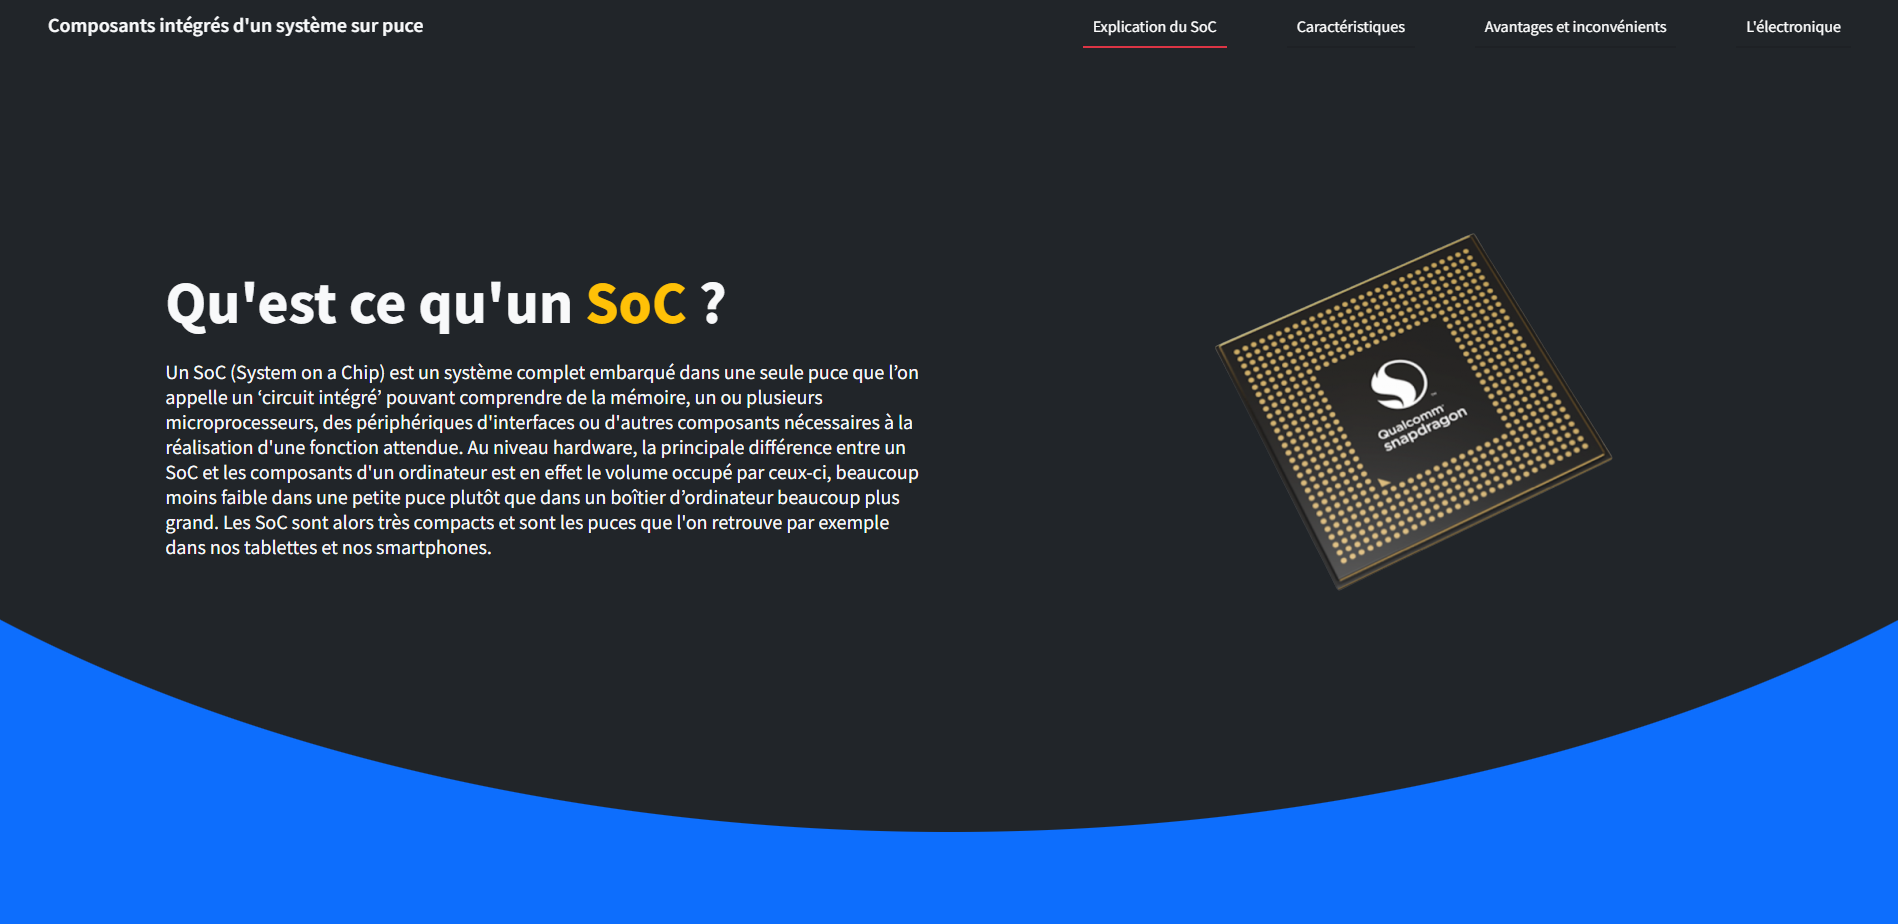 Composants intégrés d'un système sur puce
Explication du SoC
Caractéristiques
Avantages et inconvénients
L'électronique
Qu'est ce qu'un SoC ?
Un SoC (System on a Chip) est un système complet embarqué dans une seule puce que l’on
appelle un ‘circuit intégré’ pouvant comprendre de la mémoire, un ou plusieurs
microprocesseurs, des périphériques d'interfaces ou d'autres composants nécessaires à la
réalisation d'une fonction attendue. Au niveau hardware, la principale différence entre un
SoC et les composants d'un ordinateur est en effet le volume occupé par ceux-ci, beaucoup
moins faible dans une petite puce plutôt que dans un boîtier d’ordinateur beaucoup plus
grand. Les SoC sont alors très compacts et sont les puces que l'on retrouve par exemple
dans nos tablettes et nos smartphones.
Qualcomm
snapdragon